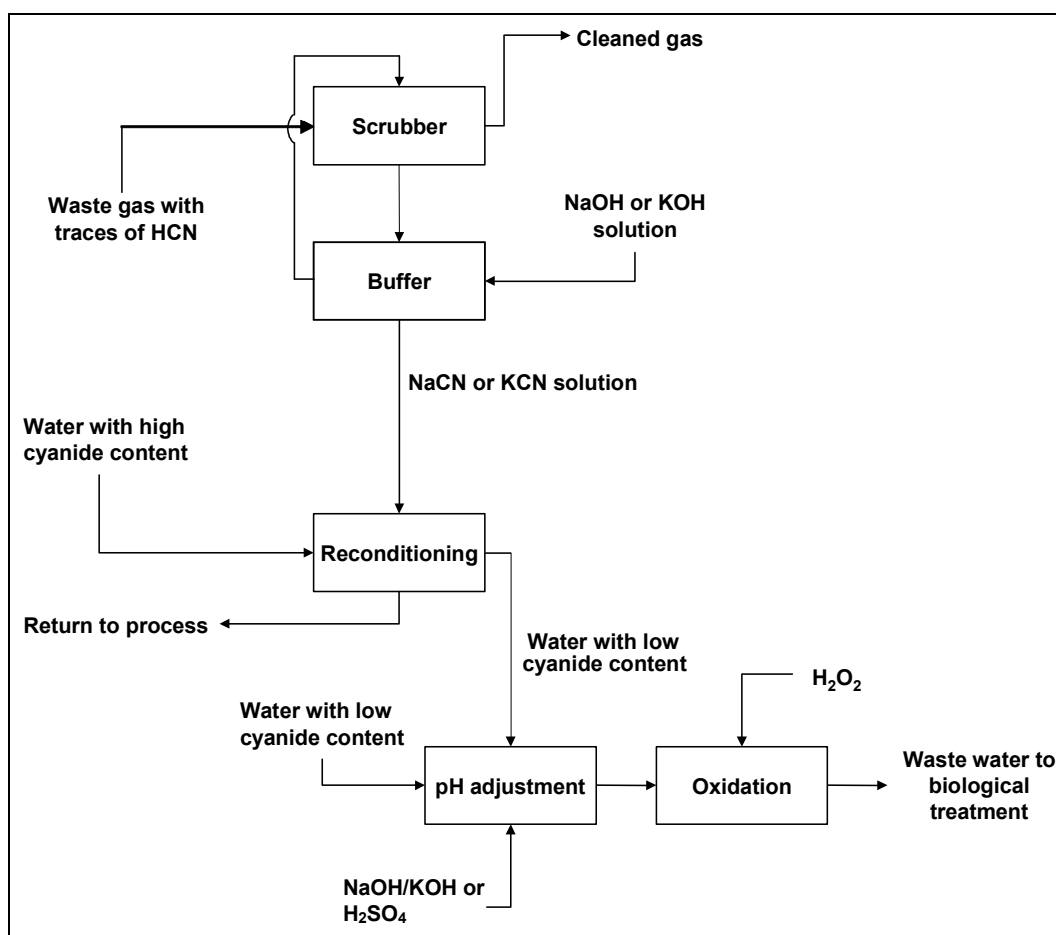 Cleaned gas
Scrubber
Waste gas with
traces of HCN
NaOH or KOH
solution
Buffer
NaCN or KCN solution
Water with high
cyanide content
Reconditioning
Return to process
Water with low
cyanide content
H₂O₂
Water with low
cyanide content
pH adjustment
Oxidation
Waste water to
biological
treatment
NaOH/KOH or
H₂SO₄